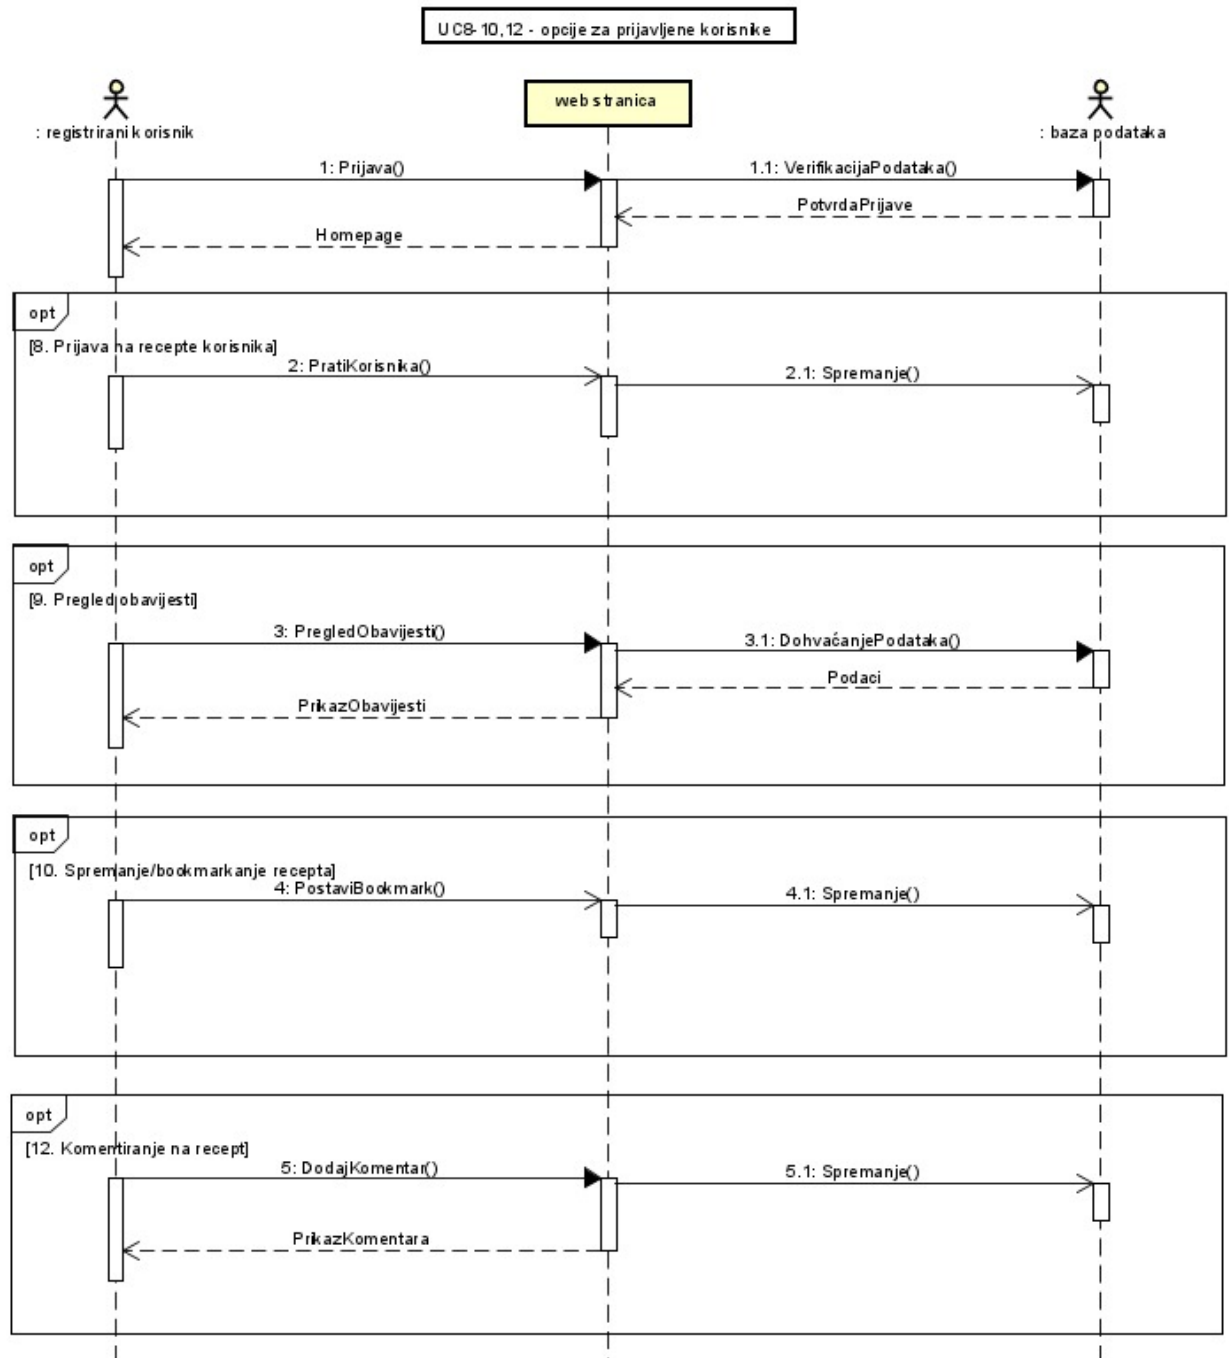 UC8-10,12 - opcije za prijavljene korisnike
: registrirani korisnik
web stranica
: baza podataka
1: Prijava()
1.1: VerifikacijaPodataka()
PotvrdaPrijave
Homepage
opt
[8. Prijava na recepte korisnika]
2: PratiKorisnika()
2.1: Spremanje()
opt
[9. Pregled obavijesti]
3: PregledObavijesti()
3.1: DohvaćanjePodataka()
Podaci
PrikazObavijesti
opt
[10. Spremanje/bookmarkanje recepta]
4: PostaviBookmark()
4.1: Spremanje()
opt
[12. Komentiranje na recept]
5: DodajKomentar()
5.1: Spremanje()
PrikazKomentara